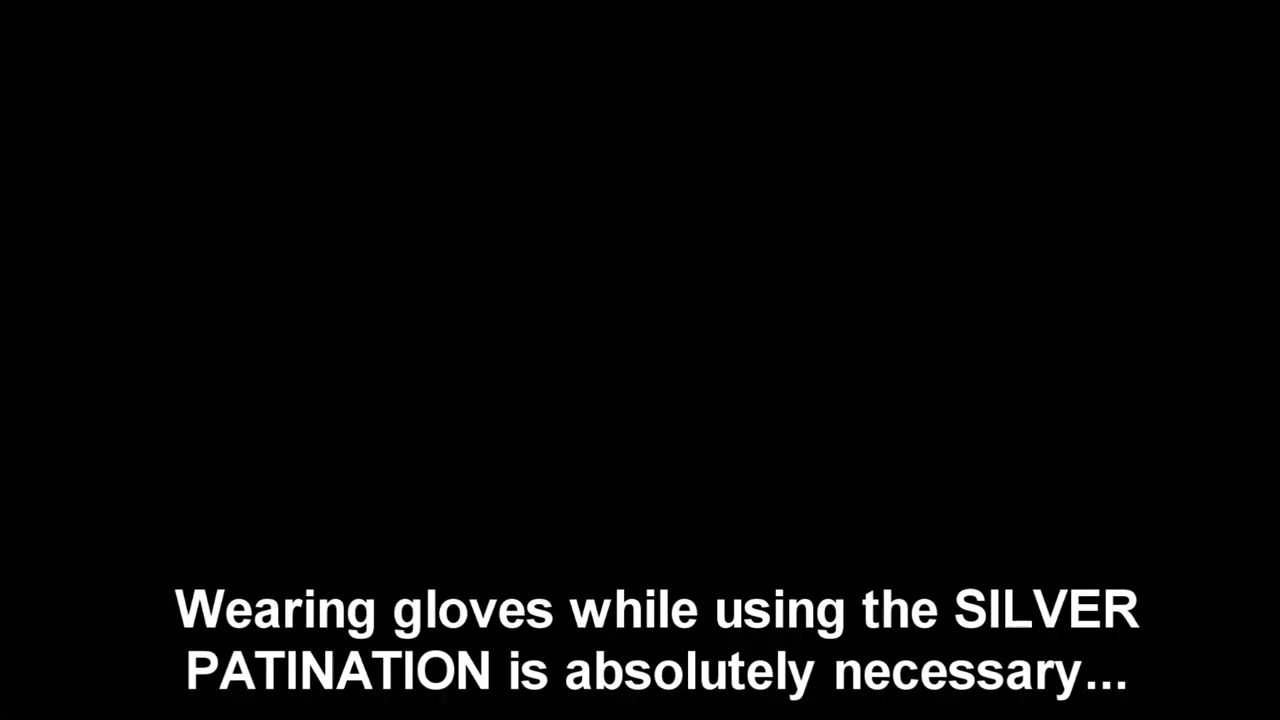 Wearing gloves while using the SILVER
PATINATION is absolutely necessary...